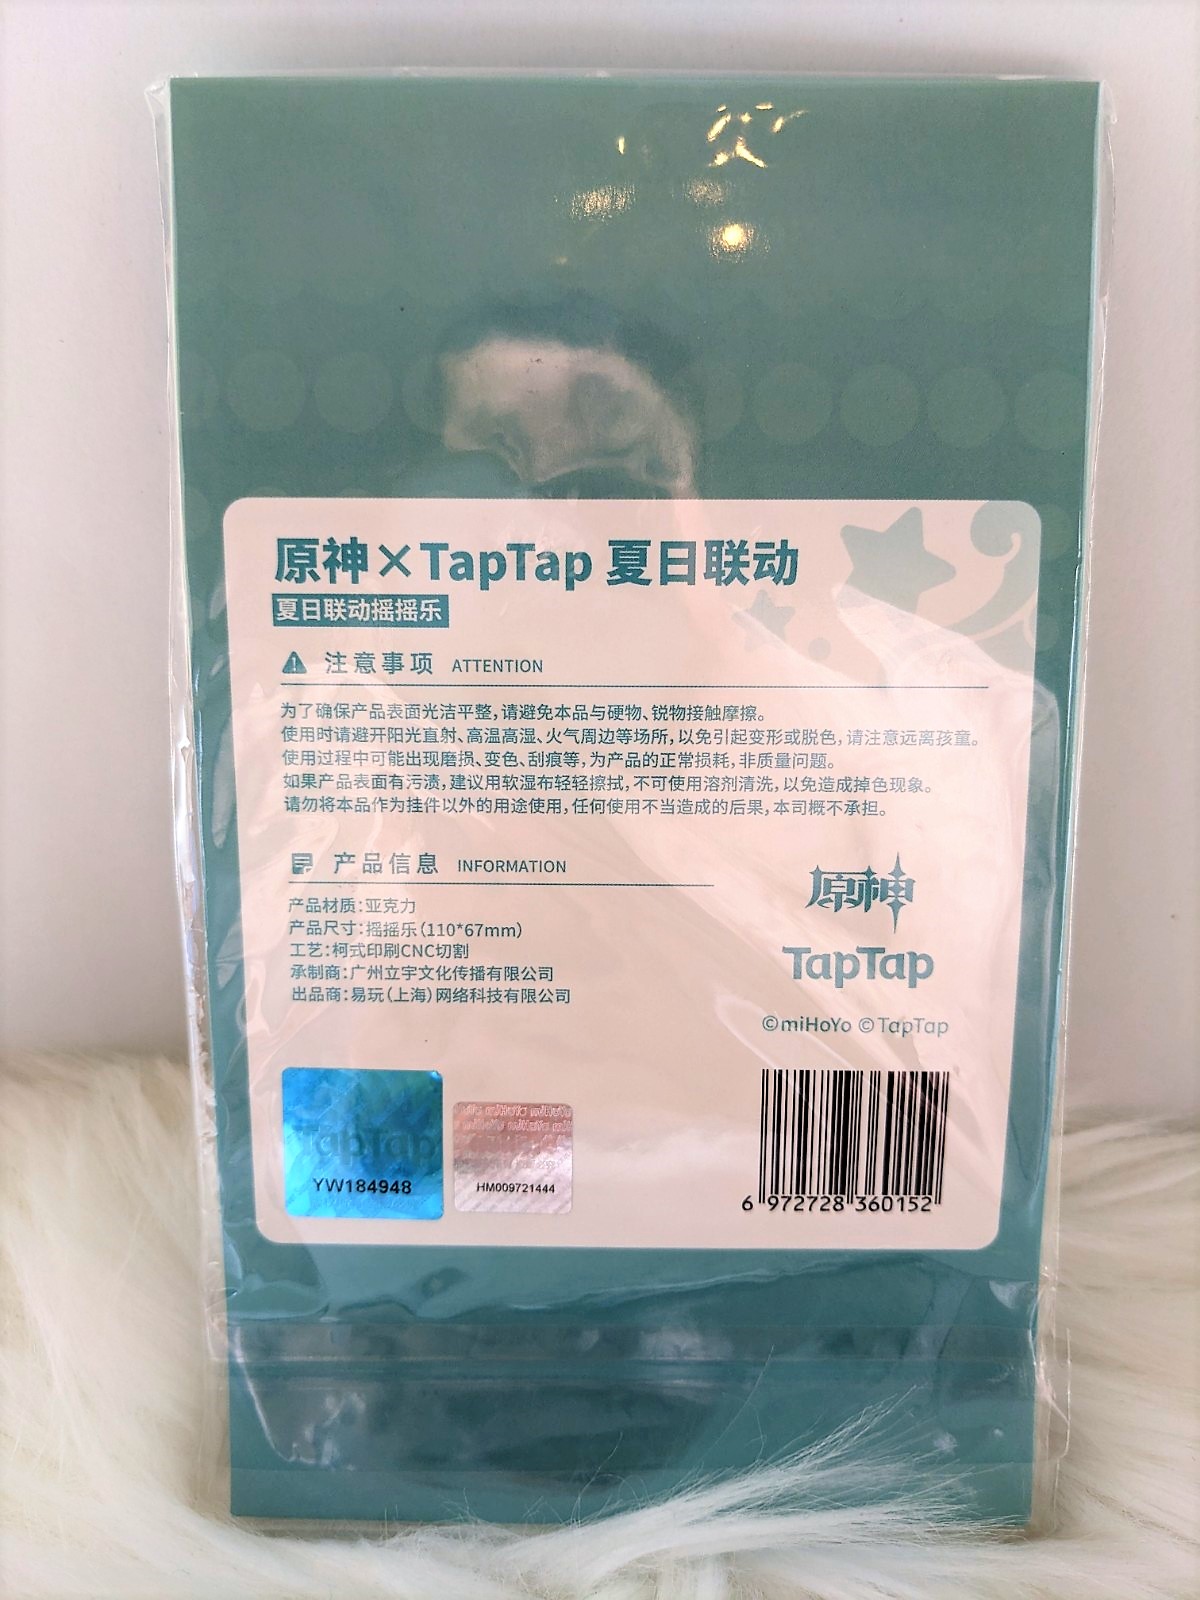 原神×TapTap 夏日联动
夏日联动摇摇乐
注意事项 ATTENTION
为了确保产品表面光洁平整,请避免本品与硬物、锐物接触摩擦。
使用时请避开阳光直射、高温高湿、火气周边等场所,以免引起变形或脱色,请注意远离孩童。
使用过程中可能出现磨损、变色、刮痕等,为产品的正常损耗,非质量问题。
如果产品表面有污渍,建议用软湿布轻轻擦拭,不可使用溶剂清洗,以免造成掉色现象。
请勿将本品作为挂件以外的用途使用,任何使用不当造成的后果,本司概不承担。
产品信息 INFORMATION
产品材质:亚克力
产品尺寸:摇摇乐(110*67mm)
工艺:柯式印刷CNC切割
承制商:广州立宇文化传播有限公司
出品商:易玩(上海)网络科技有限公司
原神
TapTap
©miHoYo ©TapTap
TapTap
YW184948
miHoYo miHoYo
miHoYo miHoYo
HM009721444
6 972728 360152